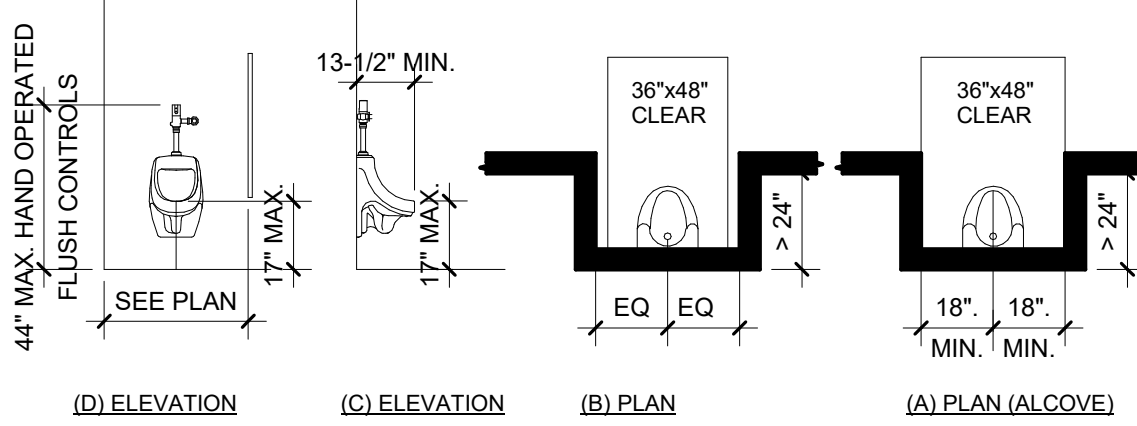 44" MAX. HAND OPERATED
FLUSH CONTROLS
17" MAX.
SEE PLAN
(D) ELEVATION
13-1/2" MIN.
17" MAX.
(C) ELEVATION
36"x48"
CLEAR
> 24"
EQ EQ
(B) PLAN
36"x48"
CLEAR
> 24"
18". 18".
MIN. MIN.
(A) PLAN (ALCOVE)